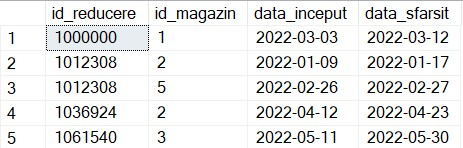 id_reducere id_magazin data_inceput data_sfarsit
1 1000000 1 2022-03-03 2022-03-12
2 1012308 2 2022-01-09 2022-01-17
3 1012308 5 2022-02-26 2022-02-27
4 1036924 2 2022-04-12 2022-04-23
5 1061540 3 2022-05-11 2022-05-30